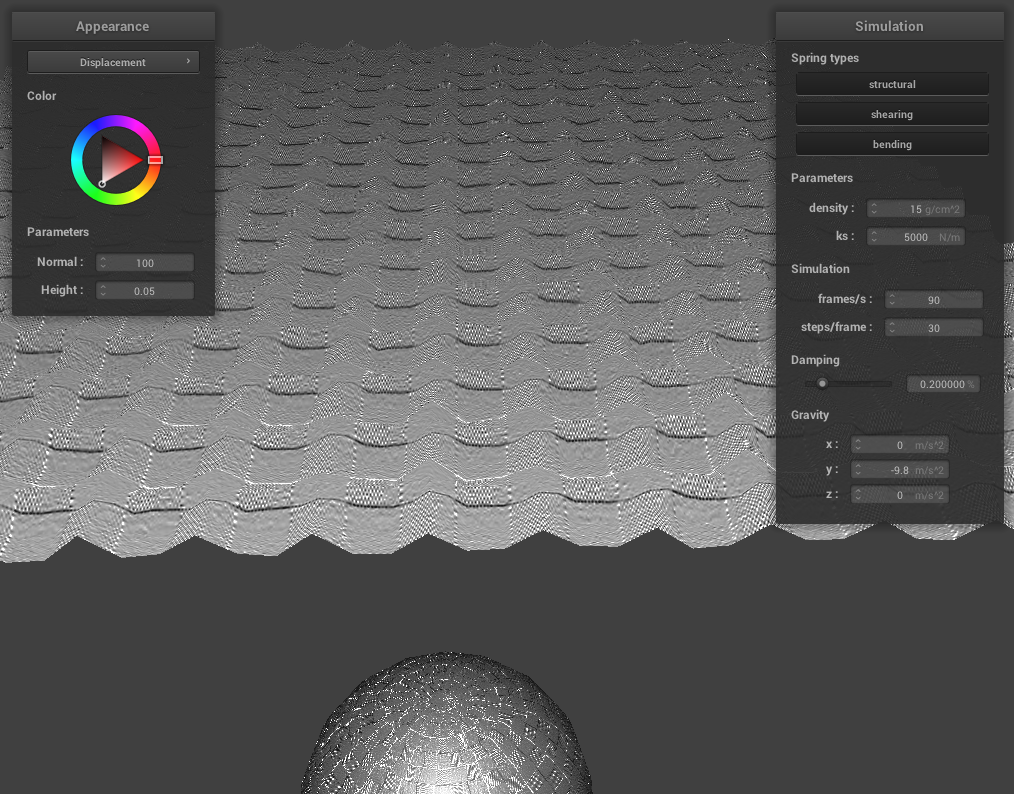 Appearance
Displacement ›
Color
Parameters
Normal : 100
Height : 0.05
Simulation
Spring types
structural
shearing
bending
Parameters
density : 15 g/cm^2
ks : 5000 N/m
Simulation
frames/s : 90
steps/frame : 30
Damping
0.200000 %
Gravity
x : 0 m/s^2
y : -9.8 m/s^2
z : 0 m/s^2